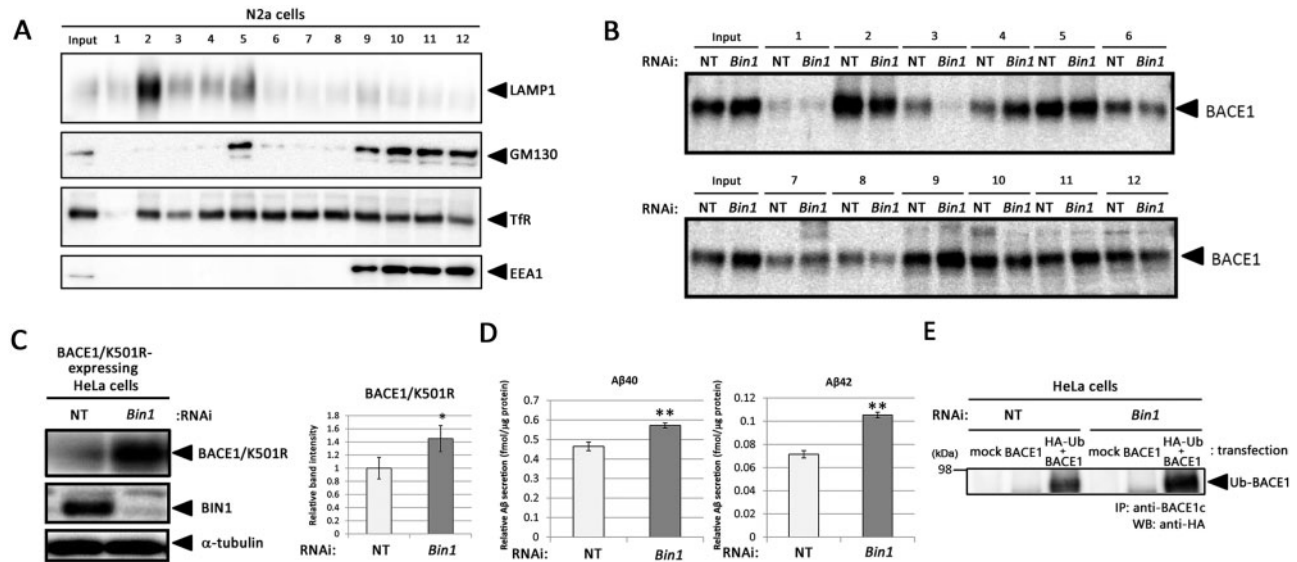 A
N2a cells
Input 1 2 3 4 5 6 7 8 9 10 11 12
LAMP1
GM130
TfR
EEA1
B
Input 1 2 3 4 5 6
RNAi: NT Bin1 NT Bin1 NT Bin1 NT Bin1 NT Bin1 NT Bin1 NT Bin1
BACE1
Input 7 8 9 10 11 12
RNAi: NT Bin1 NT Bin1 NT Bin1 NT Bin1 NT Bin1 NT Bin1 NT Bin1
BACE1
C
BACE1/K501R-
expressing
HeLa cells
NT Bin1 :RNAi
BACE1/K501R
BIN1
α-tubulin
BACE1/K501R
Relative band intensity
1.8
1.6
1.4
1.2
1
0.8
0.6
0.4
0.2
0
*
RNAi: NT Bin1
D
Aβ40
Relative Aβ secretion (fmol/μg protein)
0.7
0.6
0.5
0.4
0.3
0.2
0.1
0
**
RNAi: NT Bin1
Aβ42
Relative Aβ secretion (fmol/μg protein)
0.12
0.1
0.08
0.06
0.04
0.02
0
**
RNAi: NT Bin1
E
HeLa cells
RNAi: NT Bin1
(kDa) mock BACE1 HA-Ub + BACE1 mock BACE1 HA-Ub + BACE1 : transfection
98
Ub-BACE1
IP: anti-BACE1c
WB: anti-HA